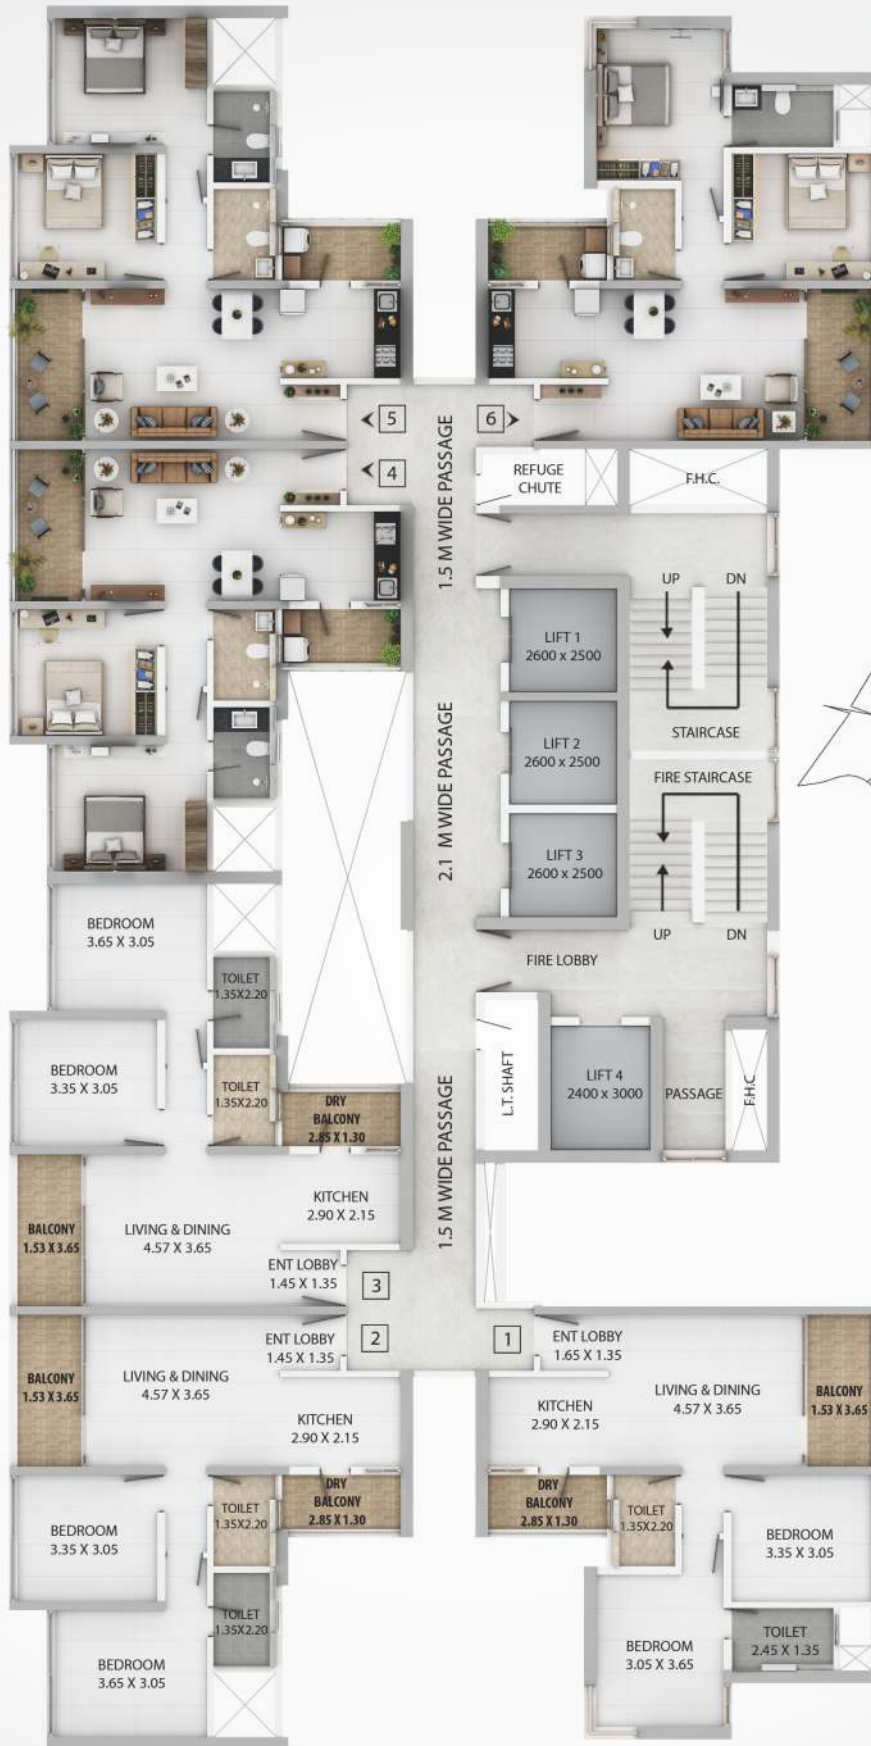 5
6
4
1.5 M WIDE PASSAGE
REFUGE
CHUTE
F.H.C.
UP
DN
LIFT 1
2600 x 2500
STAIRCASE
2.1 M WIDE PASSAGE
LIFT 2
2600 x 2500
FIRE STAIRCASE
LIFT 3
2600 x 2500
UP
DN
FIRE LOBBY
BEDROOM
3.65 X 3.05
TOILET
1.35X2.20
BEDROOM
3.35 X 3.05
TOILET
1.35X2.20
DRY
BALCONY
2.85 X 1.30
L.T. SHAFT
LIFT 4
2400 x 3000
PASSAGE
F.H.C
1.5 M WIDE PASSAGE
KITCHEN
2.90 X 2.15
BALCONY
1.53 X 3.65
LIVING & DINING
4.57 X 3.65
ENT LOBBY
1.45 X 1.35
3
2
1
ENT LOBBY
1.45 X 1.35
BALCONY
1.53 X 3.65
LIVING & DINING
4.57 X 3.65
KITCHEN
2.90 X 2.15
DRY
BALCONY
2.85 X 1.30
TOILET
1.35X2.20
BEDROOM
3.35 X 3.05
TOILET
1.35X2.20
BEDROOM
3.65 X 3.05
ENT LOBBY
1.65 X 1.35
LIVING & DINING
4.57 X 3.65
BALCONY
1.53 X 3.65
KITCHEN
2.90 X 2.15
DRY
BALCONY
2.85 X 1.30
TOILET
1.35X2.20
BEDROOM
3.35 X 3.05
BEDROOM
3.05 X 3.65
TOILET
2.45 X 1.35